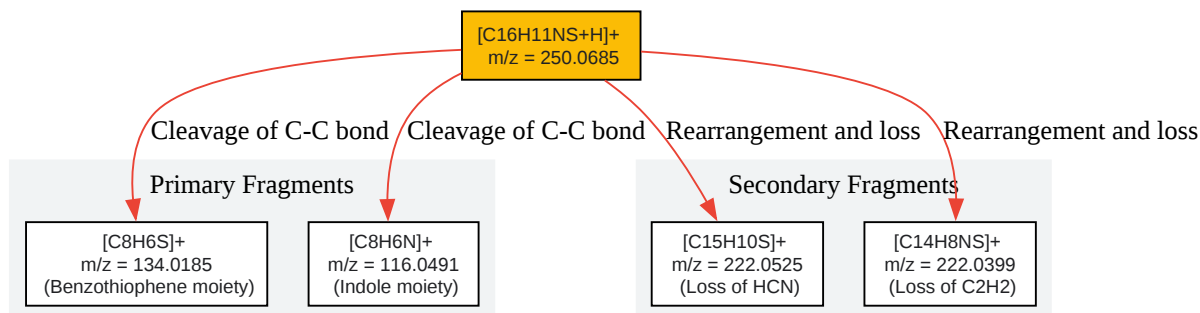 [C16H11NS+H]+
m/z = 250.0685
Cleavage of C-C bond
Cleavage of C-C bond
Rearrangement and loss
Rearrangement and loss
Primary Fragments
Secondary Fragments
[C8H6S]+
m/z = 134.0185
(Benzothiophene moiety)
[C8H6N]+
m/z = 116.0491
(Indole moiety)
[C15H10S]+
m/z = 222.0525
(Loss of HCN)
[C14H8NS]+
m/z = 222.0399
(Loss of C2H2)